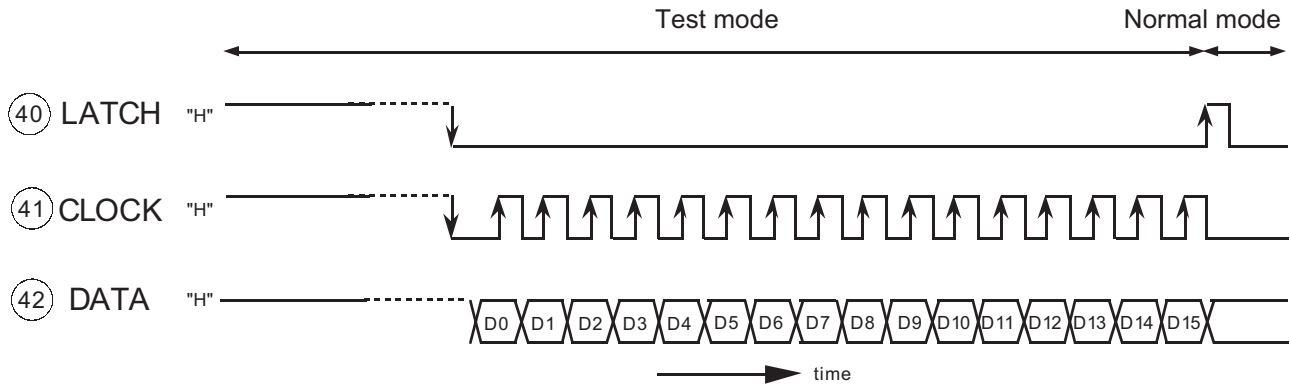 Test mode Normal mode
40 LATCH "H"
41 CLOCK "H"
42 DATA "H" D0 D1 D2 D3 D4 D5 D6 D7 D8 D9 D10 D11 D12 D13 D14 D15
time